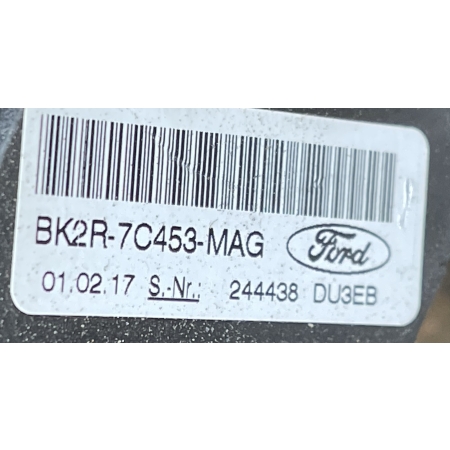 BK2R-7C453-MAG Ford
01.02.17 S.-Nr.: 244438 DU3EB